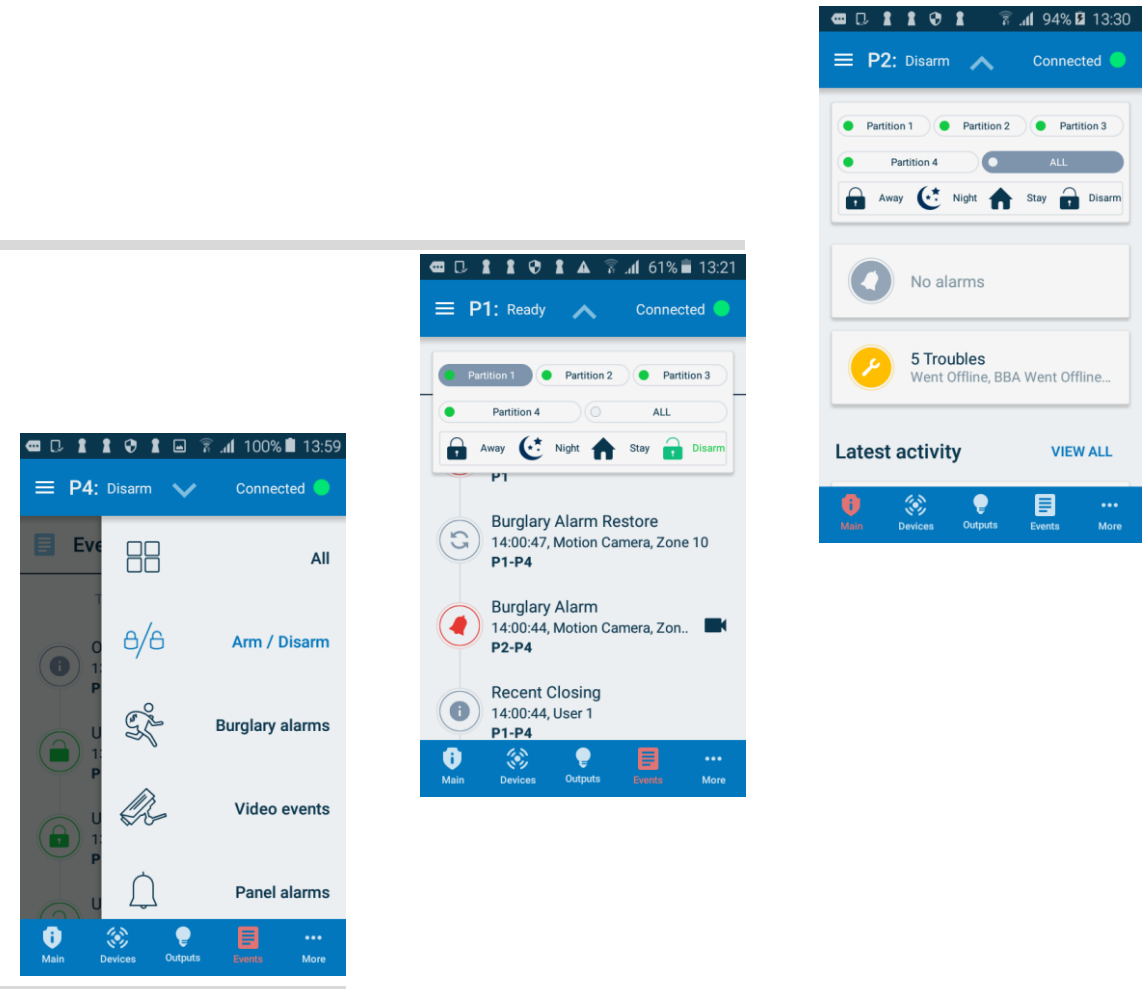 94% 13:30
P2: Disarm Connected
Partition 1 Partition 2 Partition 3
Partition 4 ALL
Away Night Stay Disarm
No alarms
5 Troubles
Went Offline, BBA Went Offline...
Latest activity VIEW ALL
Main Devices Outputs Events More
61% 13:21
P1: Ready Connected
Partition 1 Partition 2 Partition 3
Partition 4 ALL
Away Night Stay Disarm
P1
Burglary Alarm Restore
14:00:47, Motion Camera, Zone 10
P1-P4
Burglary Alarm
14:00:44, Motion Camera, Zon..
P2-P4
Recent Closing
14:00:44, User 1
P1-P4
Main Devices Outputs Events More
100% 13:59
P4: Disarm Connected
Eve
All
Arm / Disarm
Burglary alarms
Video events
Panel alarms
Main Devices Outputs Events More